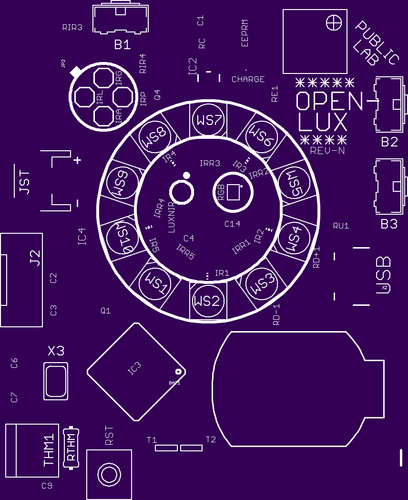 RIR3
B1
C1
RC
EEPRM
PUBLIC
LAB
JP2
RIR4
IC2
CHARGE
IRG
IRL
IRP
IRA
Q4
RE1
OPEN
LUX
REV-N
B2
WS7
WS8
WS6
IR4
IRR3
IR3
IRR2
JST
+
-
WS9
WS5
RGB
LUXNIR
IRR4
C14
B3
WS10
WS4
IC4
IR5
C4
IRR5
IRR1
IR2
RU1
RD+1
J2
C2
C3
WS1
IR1
WS2
WS3
USB
Q1
RD-1
X3
C6
IC3
C7
THM1
RTHM
RST
T1
T2
C9